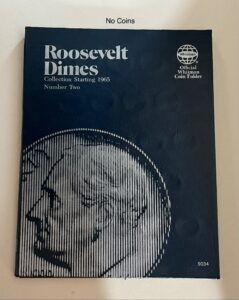 No Coins
Roosevelt
Dimes
Collection Starting 1965
Number Two
Official
Whitman
Coin Folder
9034